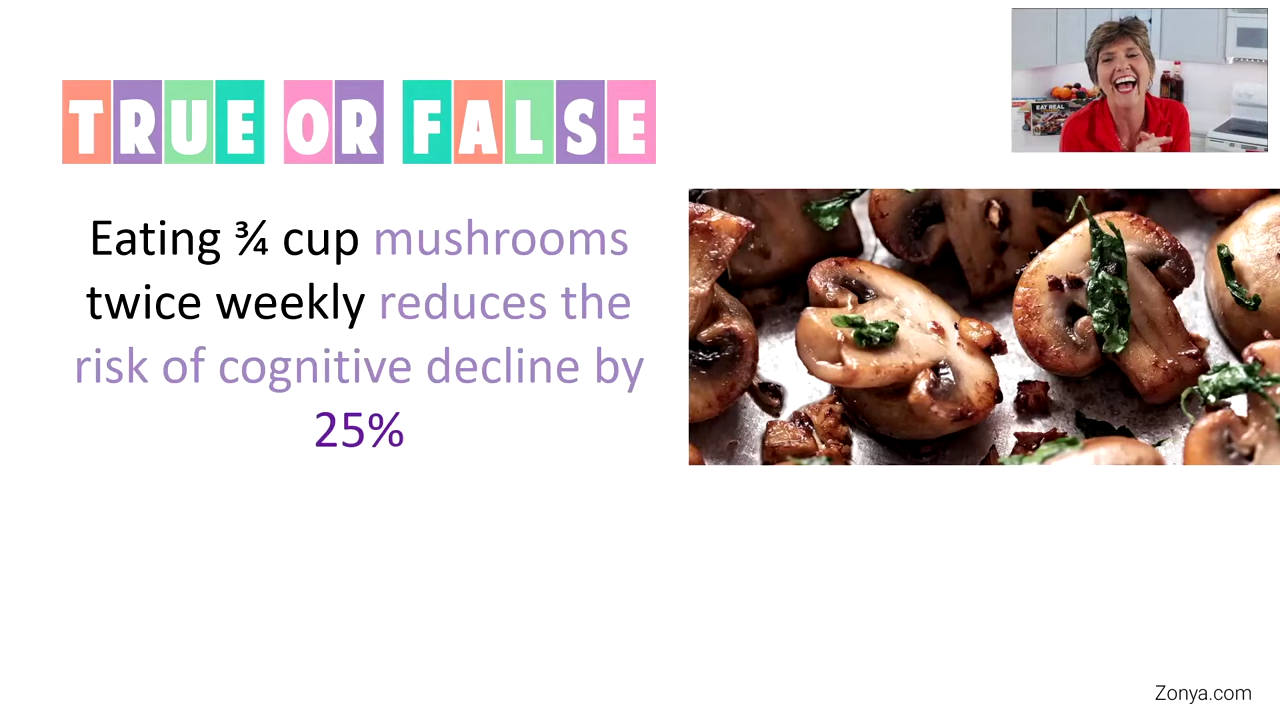 TRUE OR FALSE
Eating ¾ cup mushrooms
twice weekly reduces the
risk of cognitive decline by
25%
EAT REAL
Zonya.com